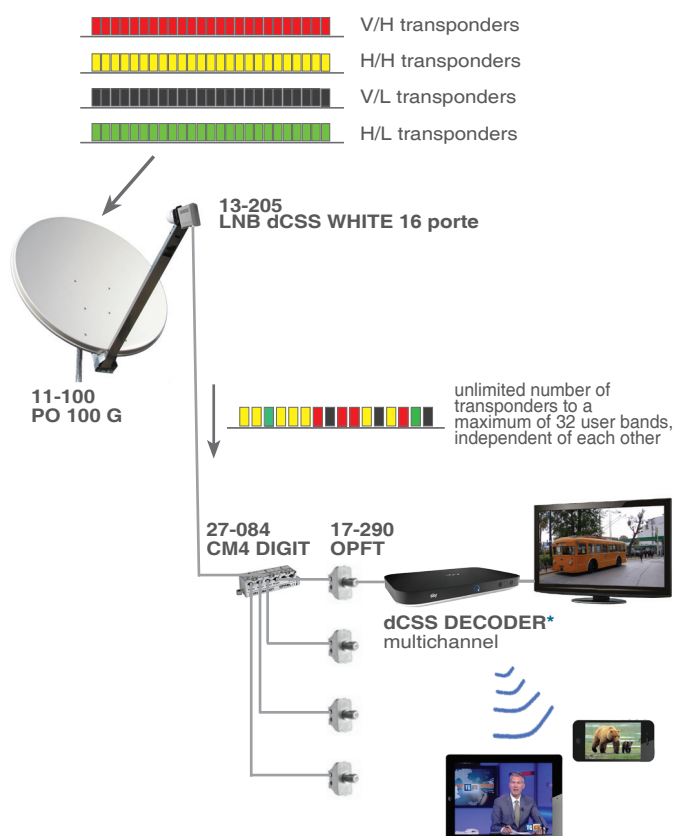 V/H transponders
H/H transponders
V/L transponders
H/L transponders
13-205
LNB dCSS WHITE 16 porte
11-100
PO 100 G
unlimited number of
transponders to a
maximum of 32 user bands,
independent of each other
27-084
CM4 DIGIT
17-290
OPFT
sky
dCSS DECODER*
multichannel